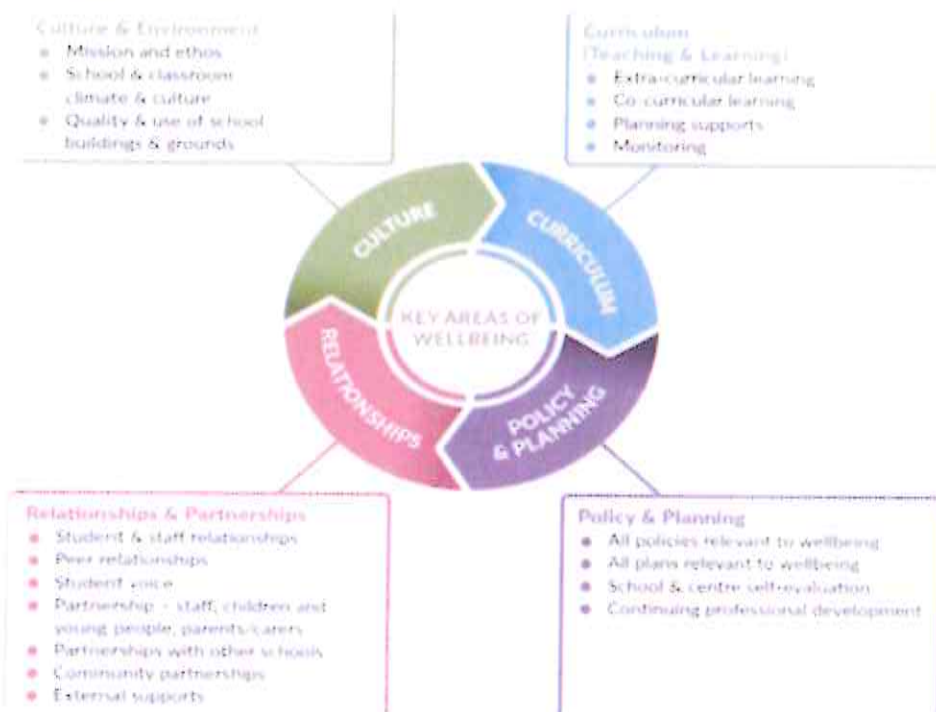 Culture & Environment
Mission and ethos
School & classroom
climate & culture
Quality & use of school
buildings & grounds
Curriculum
(Teaching & Learning)
Extra-curricular learning
Co-curricular learning
Planning supports
Monitoring
CULTURE
CURRICULUM
KEY AREAS OF
WELLBEING
RELATIONSHIPS
POLICY
& PLANNING
Relationships & Partnerships
Student & staff relationships
Peer relationships
Student voice
Partnership - staff, children and
young people, parents/carers
Partnerships with other schools
Community partnerships
External supports
Policy & Planning
All policies relevant to wellbeing
All plans relevant to wellbeing
School & centre self-evaluation
Continuing professional development